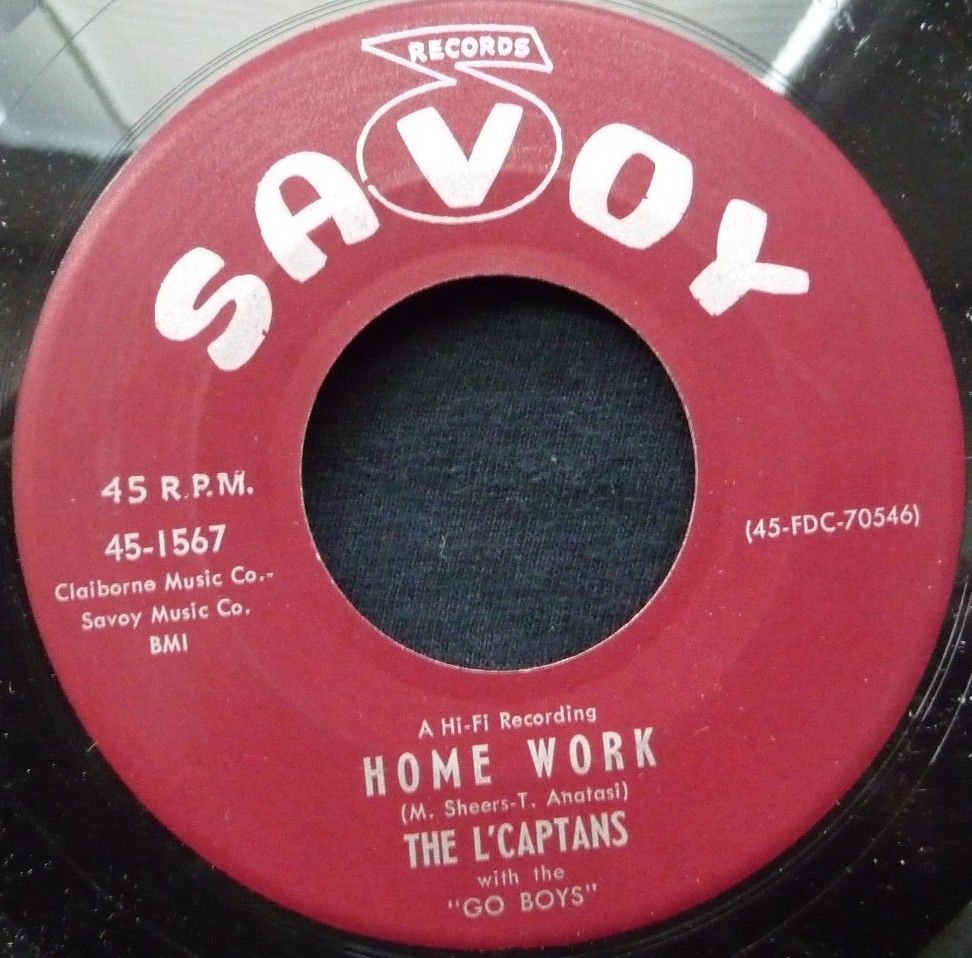 RECORDS
SAVOY
45 R.P.M.
45-1567
Claiborne Music Co.-
Savoy Music Co.
BMI
(45-FDC-70546)
A Hi-Fi Recording
HOME WORK
(M. Sheers-T. Anatasi)
THE L'CAPTANS
with the
"GO BOYS"